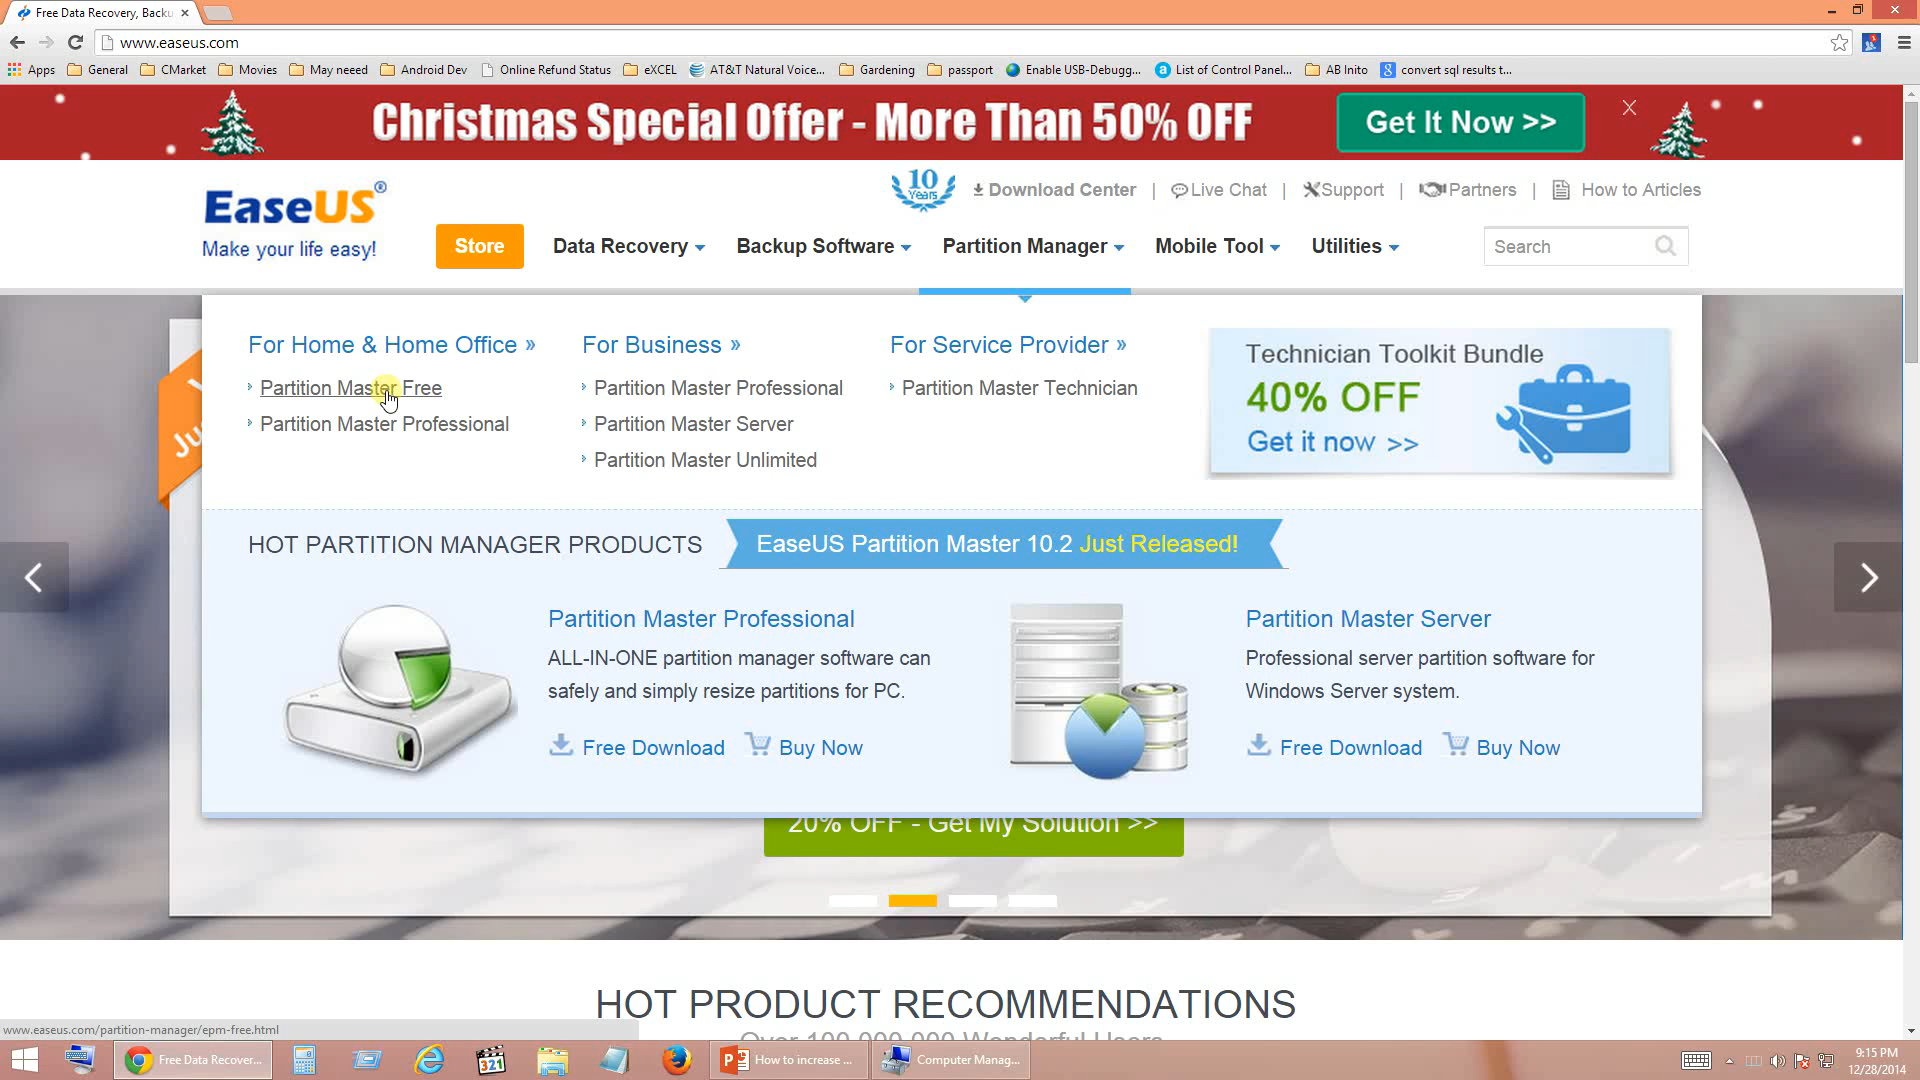 Free Data Recovery, Backu
www.easeus.com
Apps General CMarket Movies May neeed Android Dev Online Refund Status eXCEL AT&T Natural Voice... Gardening passport Enable USB-Debugg... List of Control Panel... AB Inito convert sql results t...
Christmas Special Offer - More Than 50% OFF Get It Now >>
10 Years Download Center | Live Chat | Support | Partners | How to Articles
EaseUS®
Make your life easy!
Store Data Recovery Backup Software Partition Manager Mobile Tool Utilities Search
For Home & Home Office »
Partition Master Free
Partition Master Professional
For Business »
Partition Master Professional
Partition Master Server
Partition Master Unlimited
For Service Provider »
Partition Master Technician
Technician Toolkit Bundle
40% OFF
Get it now >>
Ju
HOT PARTITION MANAGER PRODUCTS EaseUS Partition Master 10.2 Just Released!
Partition Master Professional
ALL-IN-ONE partition manager software can
safely and simply resize partitions for PC.
Free Download Buy Now
Partition Master Server
Professional server partition software for
Windows Server system.
Free Download Buy Now
20% OFF - Get My Solution >>
HOT PRODUCT RECOMMENDATIONS
Over 100,000,000 Wonderful Users
www.easeus.com/partition-manager/epm-free.html
Free Data Recover... 321 How to increase ... Computer Manag...
9:15 PM
12/28/2014